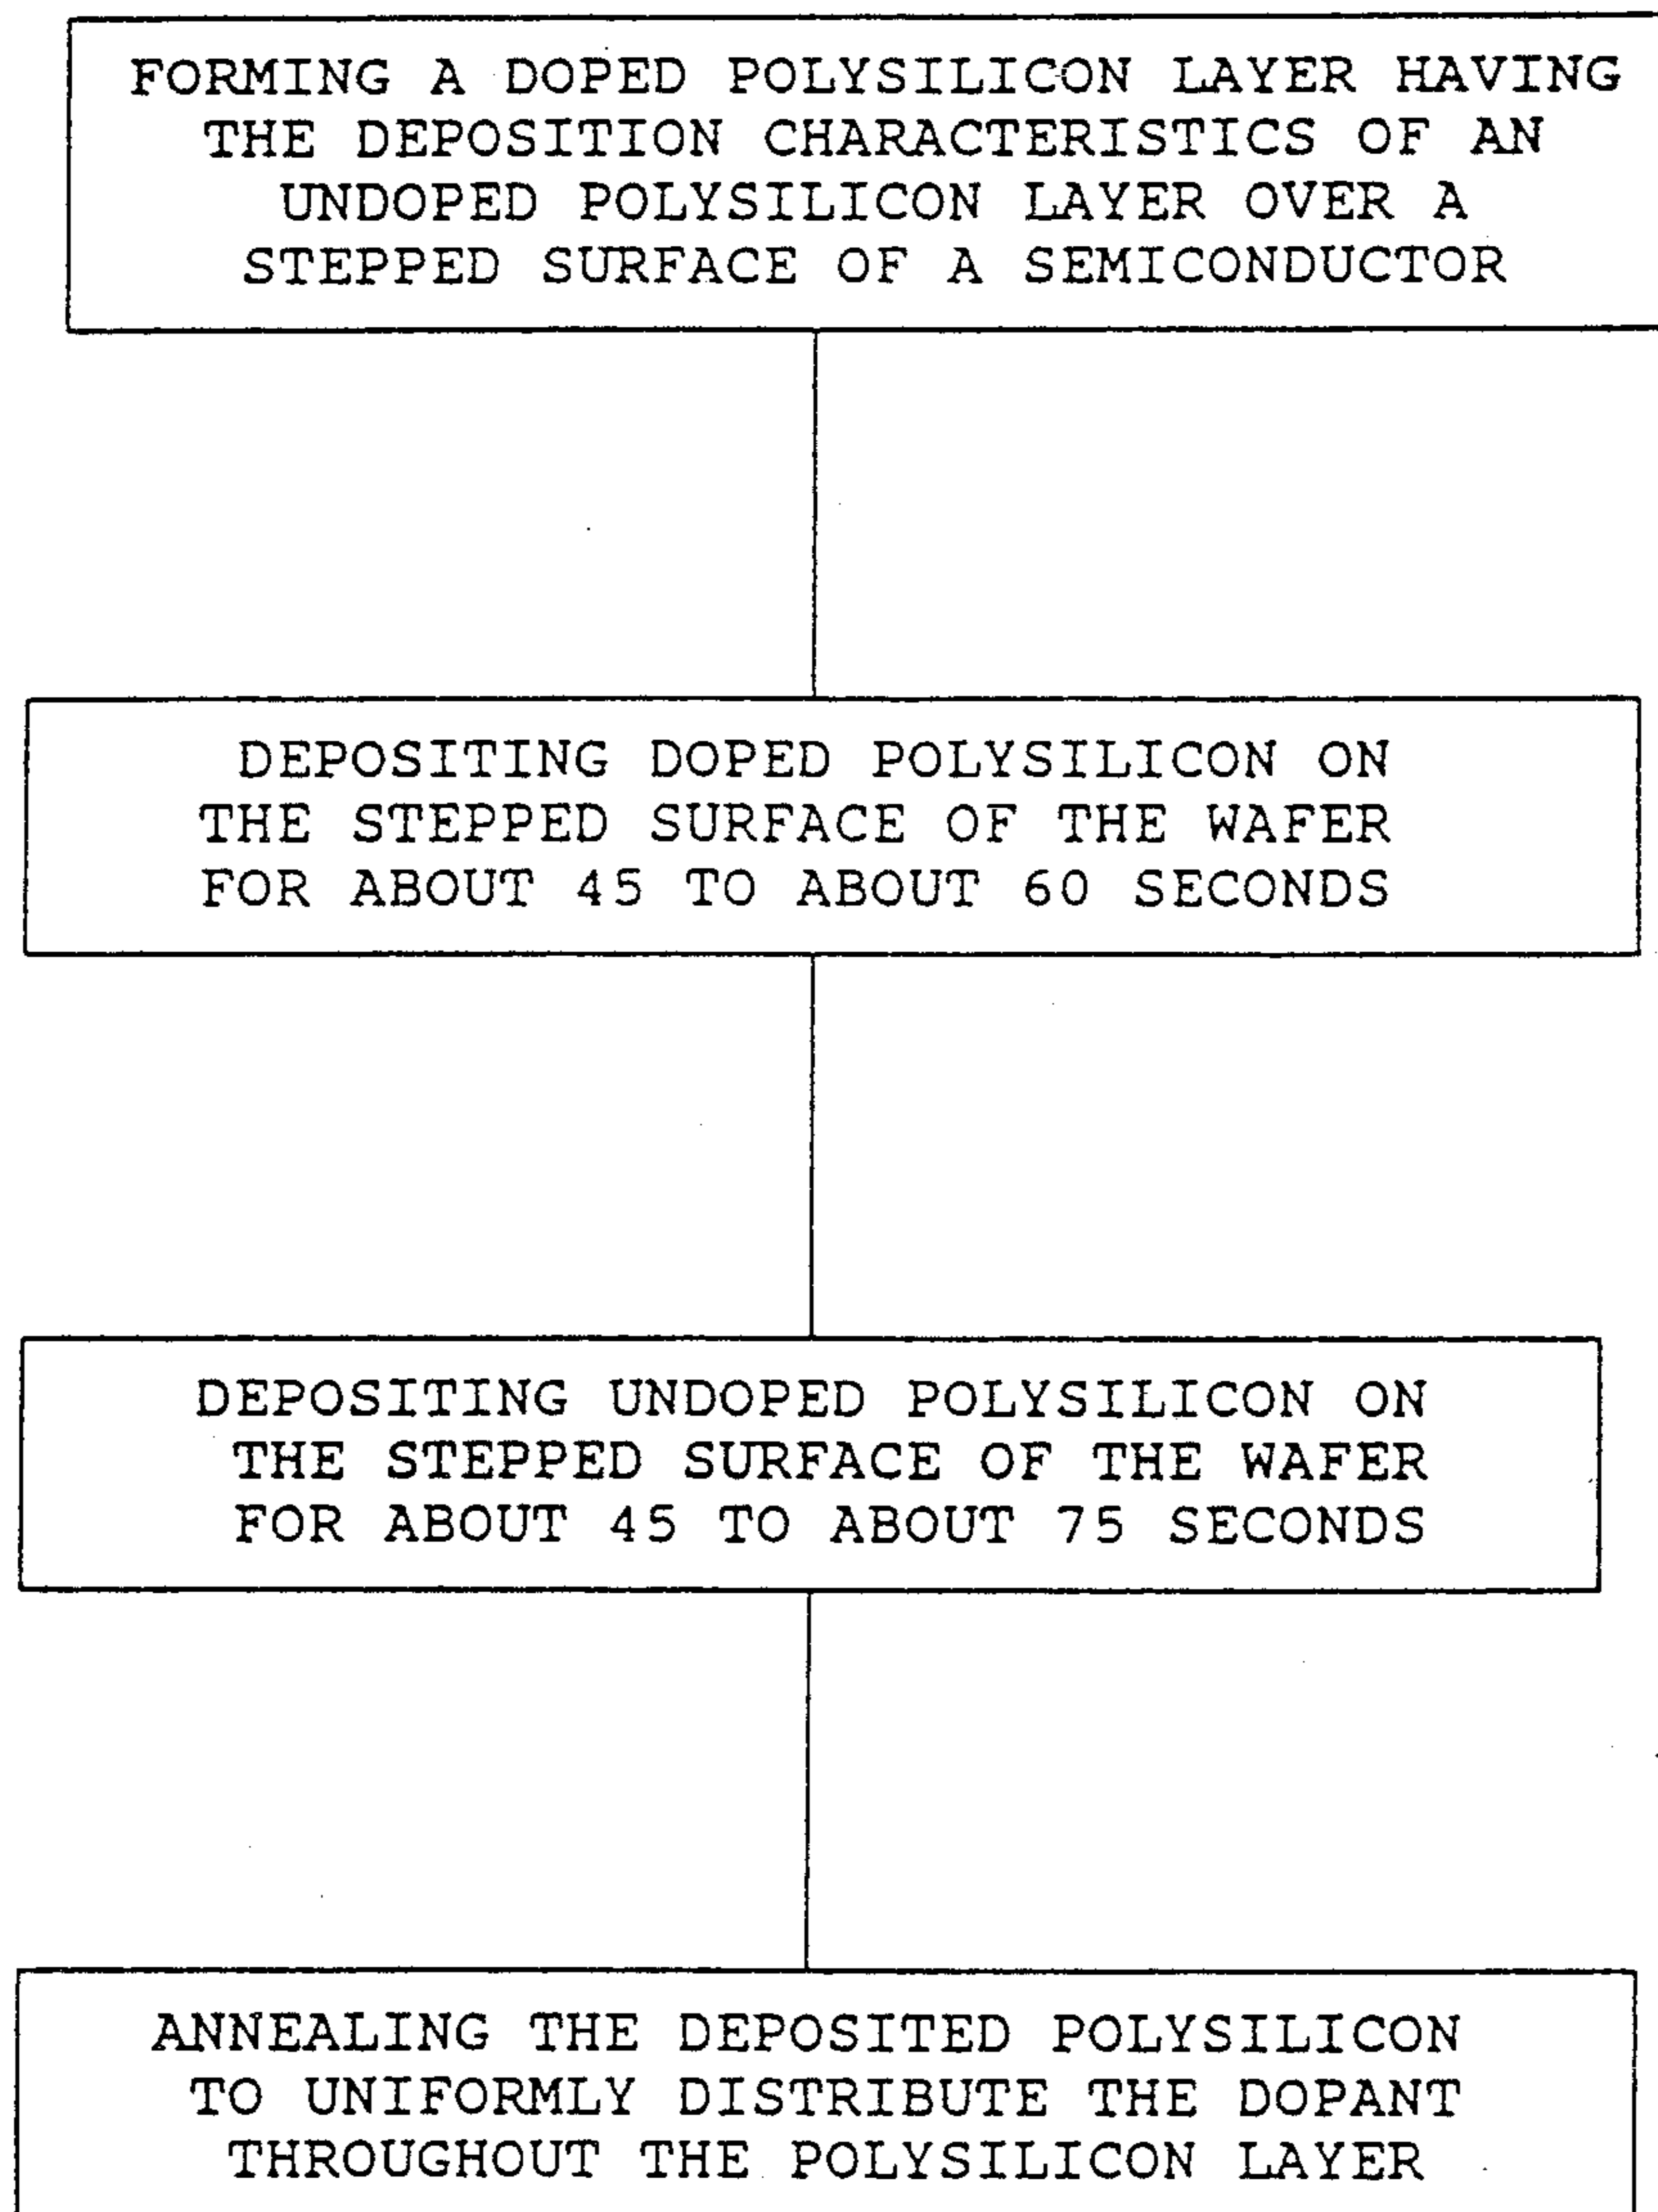 FORMING A DOPED POLYSILICON LAYER HAVING
THE DEPOSITION CHARACTERISTICS OF AN
UNDOPED POLYSILICON LAYER OVER A
STEPPED SURFACE OF A SEMICONDUCTOR
DEPOSITING DOPED POLYSILICON ON
THE STEPPED SURFACE OF THE WAFER
FOR ABOUT 45 TO ABOUT 60 SECONDS
DEPOSITING UNDOPED POLYSILICON ON
THE STEPPED SURFACE OF THE WAFER
FOR ABOUT 45 TO ABOUT 75 SECONDS
ANNEALING THE DEPOSITED POLYSILICON
TO UNIFORMLY DISTRIBUTE THE DOPANT
THROUGHOUT THE POLYSILICON LAYER